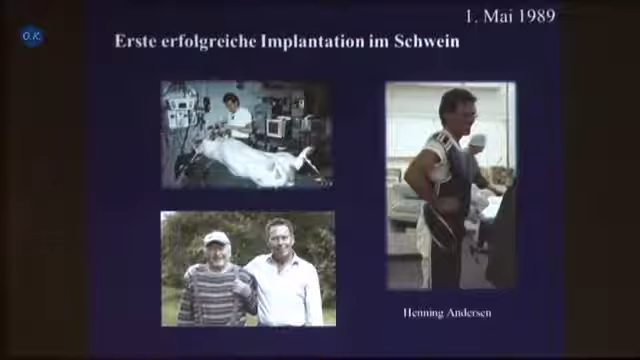 O.K.
1. Mai 1989
Erste erfolgreiche Implantation im Schwein
Henning Andersen